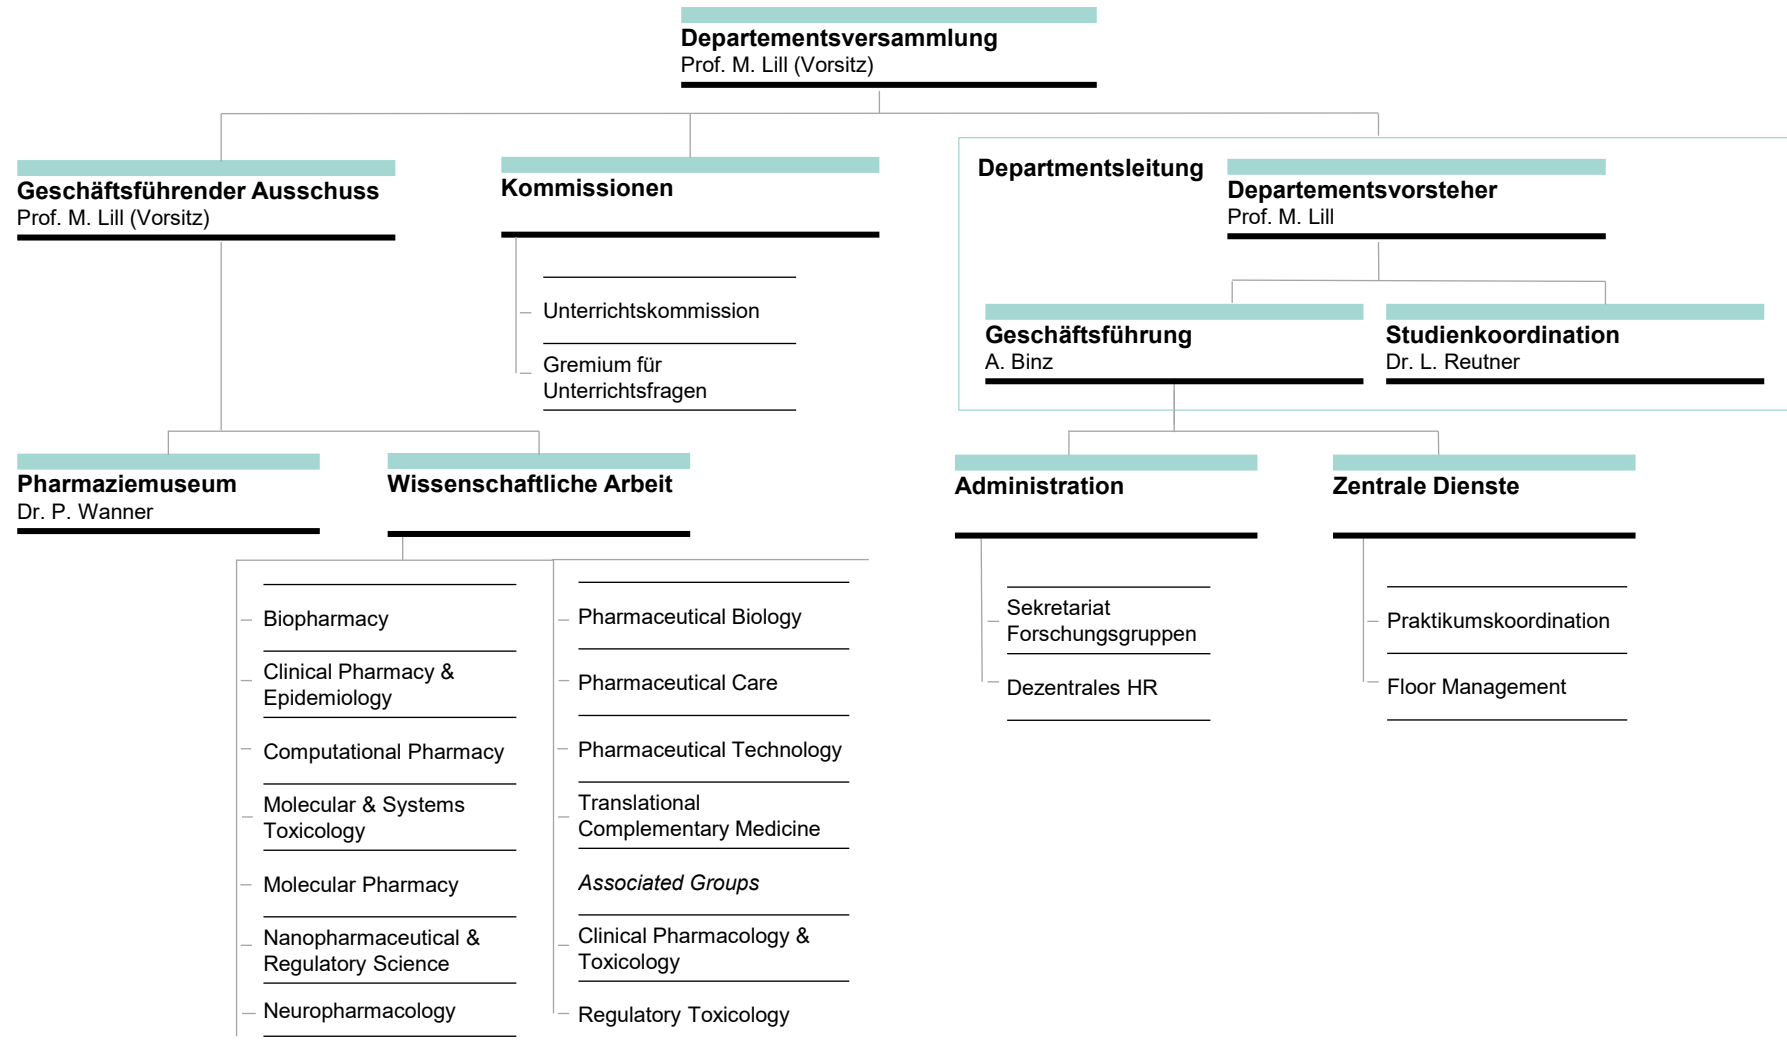 Departementsversammlung
Prof. M. Lill (Vorsitz)
Geschäftsführender Ausschuss
Prof. M. Lill (Vorsitz)
Kommissionen
Unterrichtskommission
Gremium für
Unterrichtsfragen
Departmentsleitung
Departementsvorsteher
Prof. M. Lill
Geschäftsführung
A. Binz
Studienkoordination
Dr. L. Reutner
Pharmaziemuseum
Dr. P. Wanner
Wissenschaftliche Arbeit
Biopharmacy
Clinical Pharmacy &
Epidemiology
Computational Pharmacy
Molecular & Systems
Toxicology
Molecular Pharmacy
Nanopharmaceutical &
Regulatory Science
Neuropharmacology
Pharmaceutical Biology
Pharmaceutical Care
Pharmaceutical Technology
Translational
Complementary Medicine
Associated Groups
Clinical Pharmacology &
Toxicology
Regulatory Toxicology
Administration
Sekretariat
Forschungsgruppen
Dezentrales HR
Zentrale Dienste
Praktikumskoordination
Floor Management